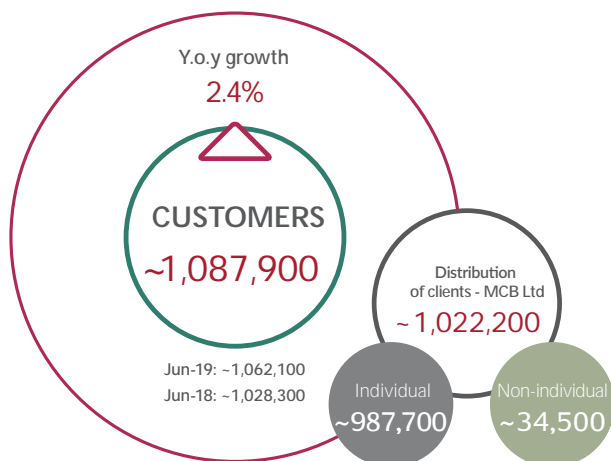 Y.o.y growth
2.4%
CUSTOMERS
~1,087,900
Jun-19: ~1,062,100
Jun-18: ~1,028,300
Distribution
of clients - MCB Ltd
~ 1,022,200
Individual
~987,700
Non-individual
~34,500